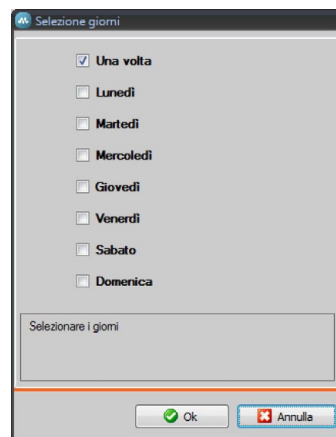 Selezione giorni
Una volta
Lunedì
Martedì
Mercoledì
Giovedì
Venerdì
Sabato
Domenica
Selezionare i giorni
Ok
Annulla